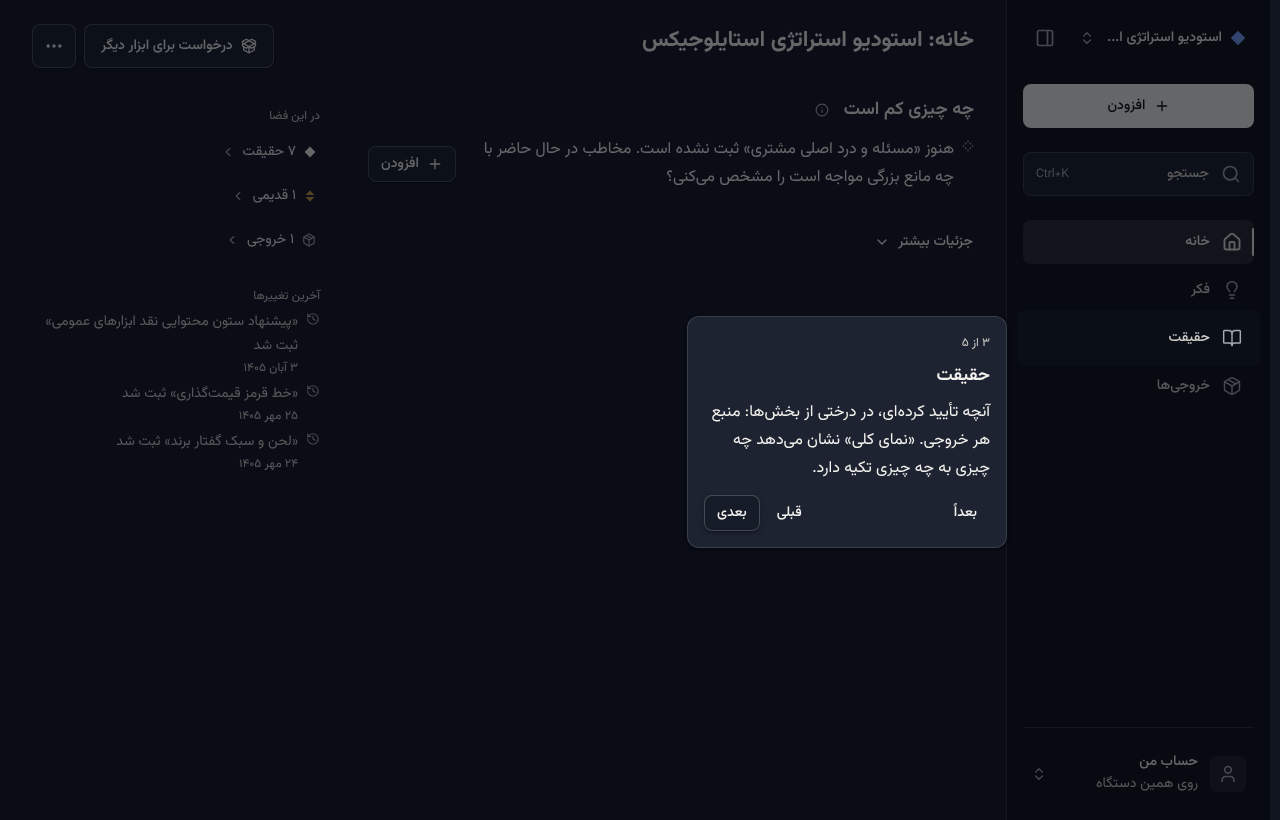 استودیو استراتژی ا...
افزودن
جستجو
Ctrl+K
خانه
فکر
حقیقت
خروجی‌ها
حساب من
روی همین دستگاه
خانه: استودیو استراتژی استایلوجیکس
درخواست برای ابزار دیگر
چه چیزی کم است
هنوز «مسئله و درد اصلی مشتری» ثبت نشده است. مخاطب در حال حاضر با
چه مانع بزرگی مواجه است را مشخص می‌کنی؟
افزودن
جزئیات بیشتر
۳ از ۵
حقیقت
آنچه تأیید کرده‌ای، در درختی از بخش‌ها: منبع
هر خروجی. «نمای کلی» نشان می‌دهد چه
چیزی به چه چیزی تکیه دارد.
بعداً
قبلی
بعدی
در این فضا
۷ حقیقت
۱ قدیمی
۱ خروجی
آخرین تغییرها
«پیشنهاد ستون محتوایی نقد ابزارهای عمومی»
ثبت شد
۳ آبان ۱۴۰۵
«خط قرمز قیمت‌گذاری» ثبت شد
۲۵ مهر ۱۴۰۵
«لحن و سبک گفتار برند» ثبت شد
۲۴ مهر ۱۴۰۵